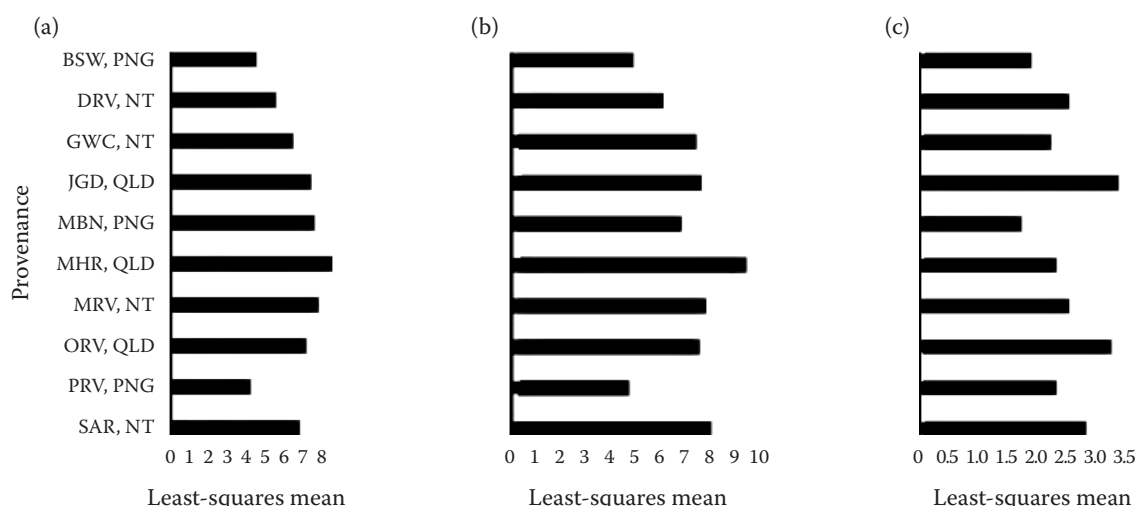 (a)
(b)
(c)
Provenance
BSW, PNG
DRV, NT
GWC, NT
JGD, QLD
MBN, PNG
MHR, QLD
MRV, NT
ORV, QLD
PRV, PNG
SAR, NT
0 1 2 3 4 5 6 7 8
0 1 2 3 4 5 6 7 8 9 10
0 0.5 1.5 2.0 2.5 3.0 3.5
Least-squares mean
Least-squares mean
Least-squares mean